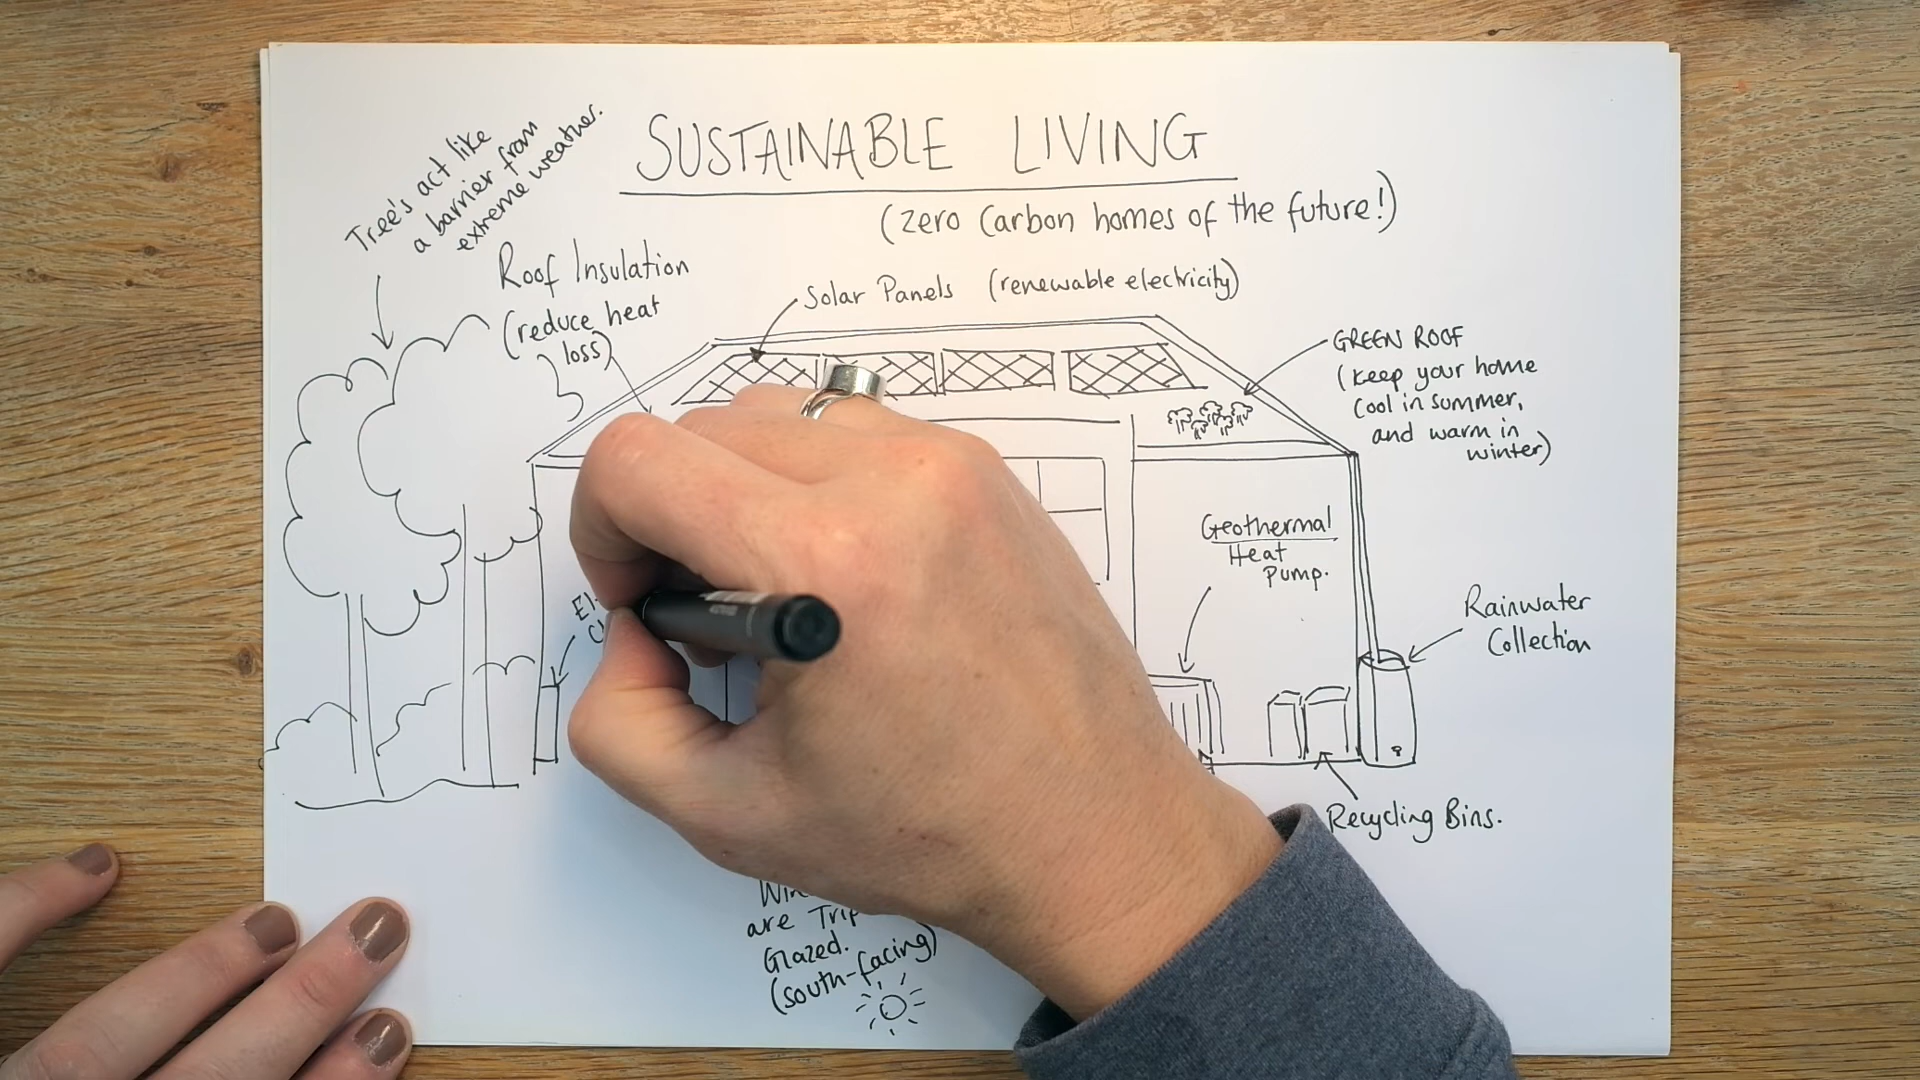 SUSTAINABLE LIVING
(zero carbon homes of the future!)
Tree's act like
a barrier from
extreme weather.
Roof Insulation
(reduce heat
loss)
Solar Panels (renewable electricity)
GREEN ROOF
(keep your home
cool in summer,
and warm in
winter)
Geothermal
Heat
Pump.
Rainwater
Collection
Recycling Bins.
are
Glazed.
(south-facing)